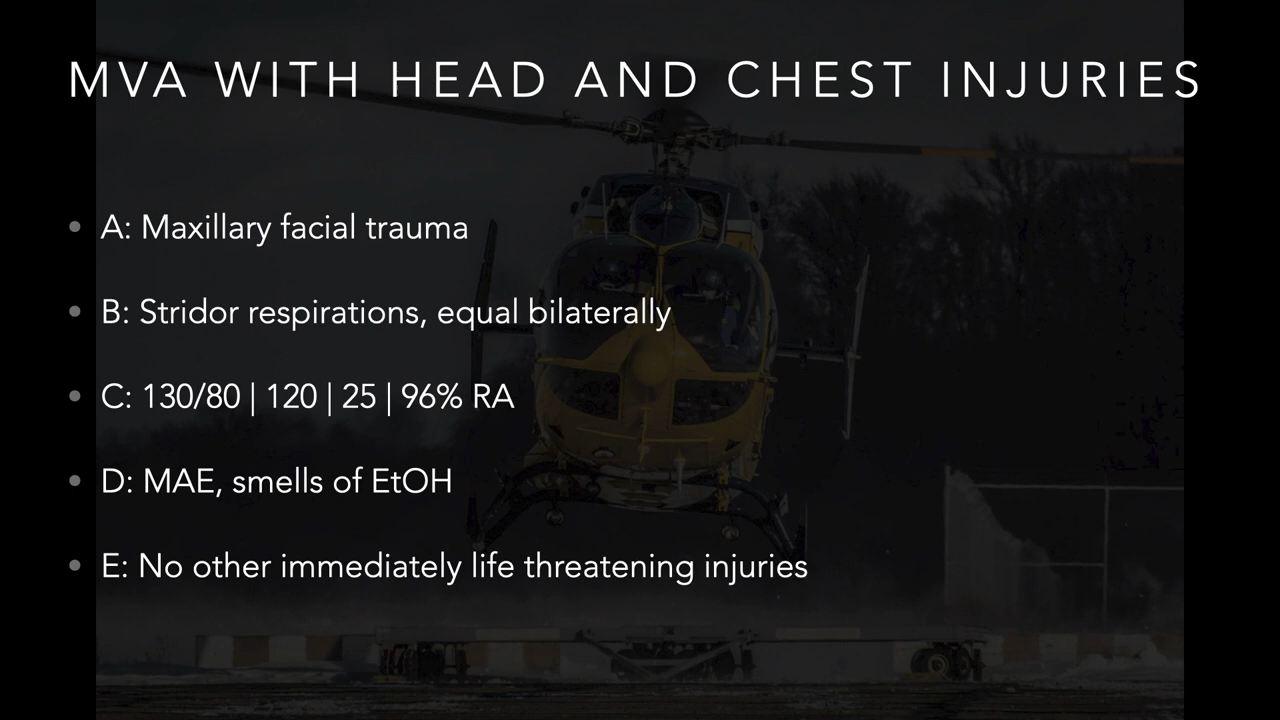 MVA WITH HEAD AND CHEST INJURIES
• A: Maxillary facial trauma
• B: Stridor respirations, equal bilaterally
• C: 130/80 | 120 | 25 | 96% RA
• D: MAE, smells of EtOH
• E: No other immediately life threatening injuries